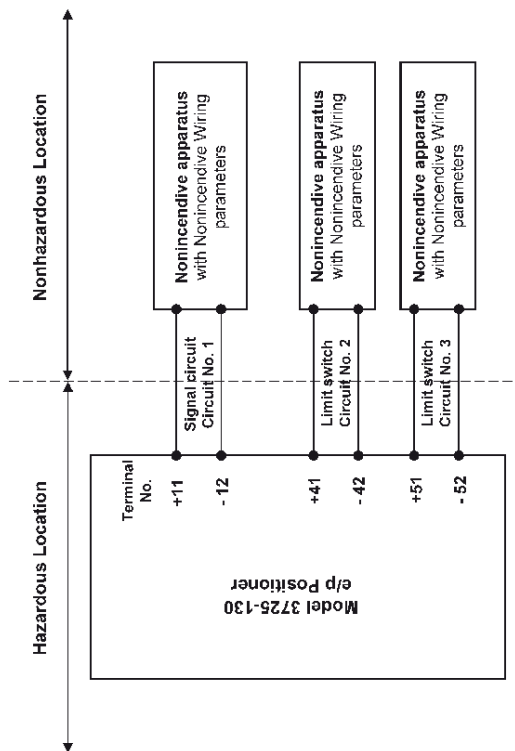 Nonhazardous Location
Hazardous Location
Nonincendive apparatus
with Nonincendive Wiring
parameters
Nonincendive apparatus
with Nonincendive Wiring
parameters
Nonincendive apparatus
with Nonincendive Wiring
parameters
Signal circuit
Circuit No. 1
Limit switch
Circuit No. 2
Limit switch
Circuit No. 3
Terminal
No.
+11
- 12
+41
- 42
+51
- 52
Model 3725-130
e/p Positioner